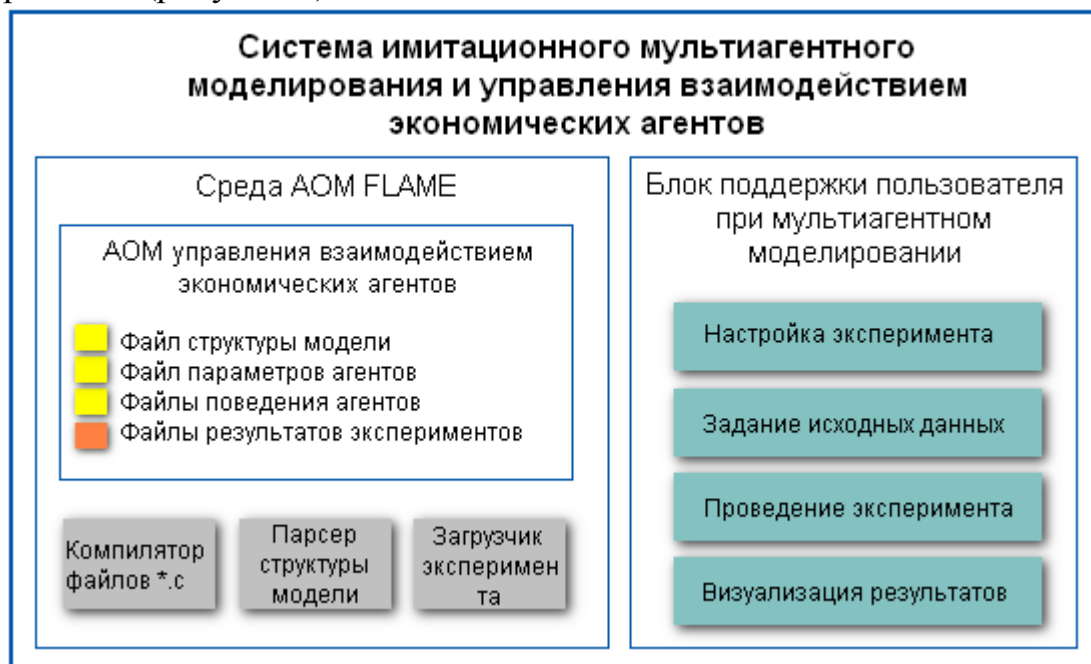 Система имитационного мультиагентного
моделирования и управления взаимодействием
экономических агентов
Среда АОМ FLAME
АОМ управления взаимодействием
экономических агентов
Файл структуры модели
Файл параметров агентов
Файлы поведения агентов
Файлы результатов экспериментов
Компилятор
файлов *.c
Парсер
структуры
модели
Загрузчик
эксперимен
та
Блок поддержки пользователя
при мультиагентном
моделировании
Настройка эксперимента
Задание исходных данных
Проведение эксперимента
Визуализация результатов